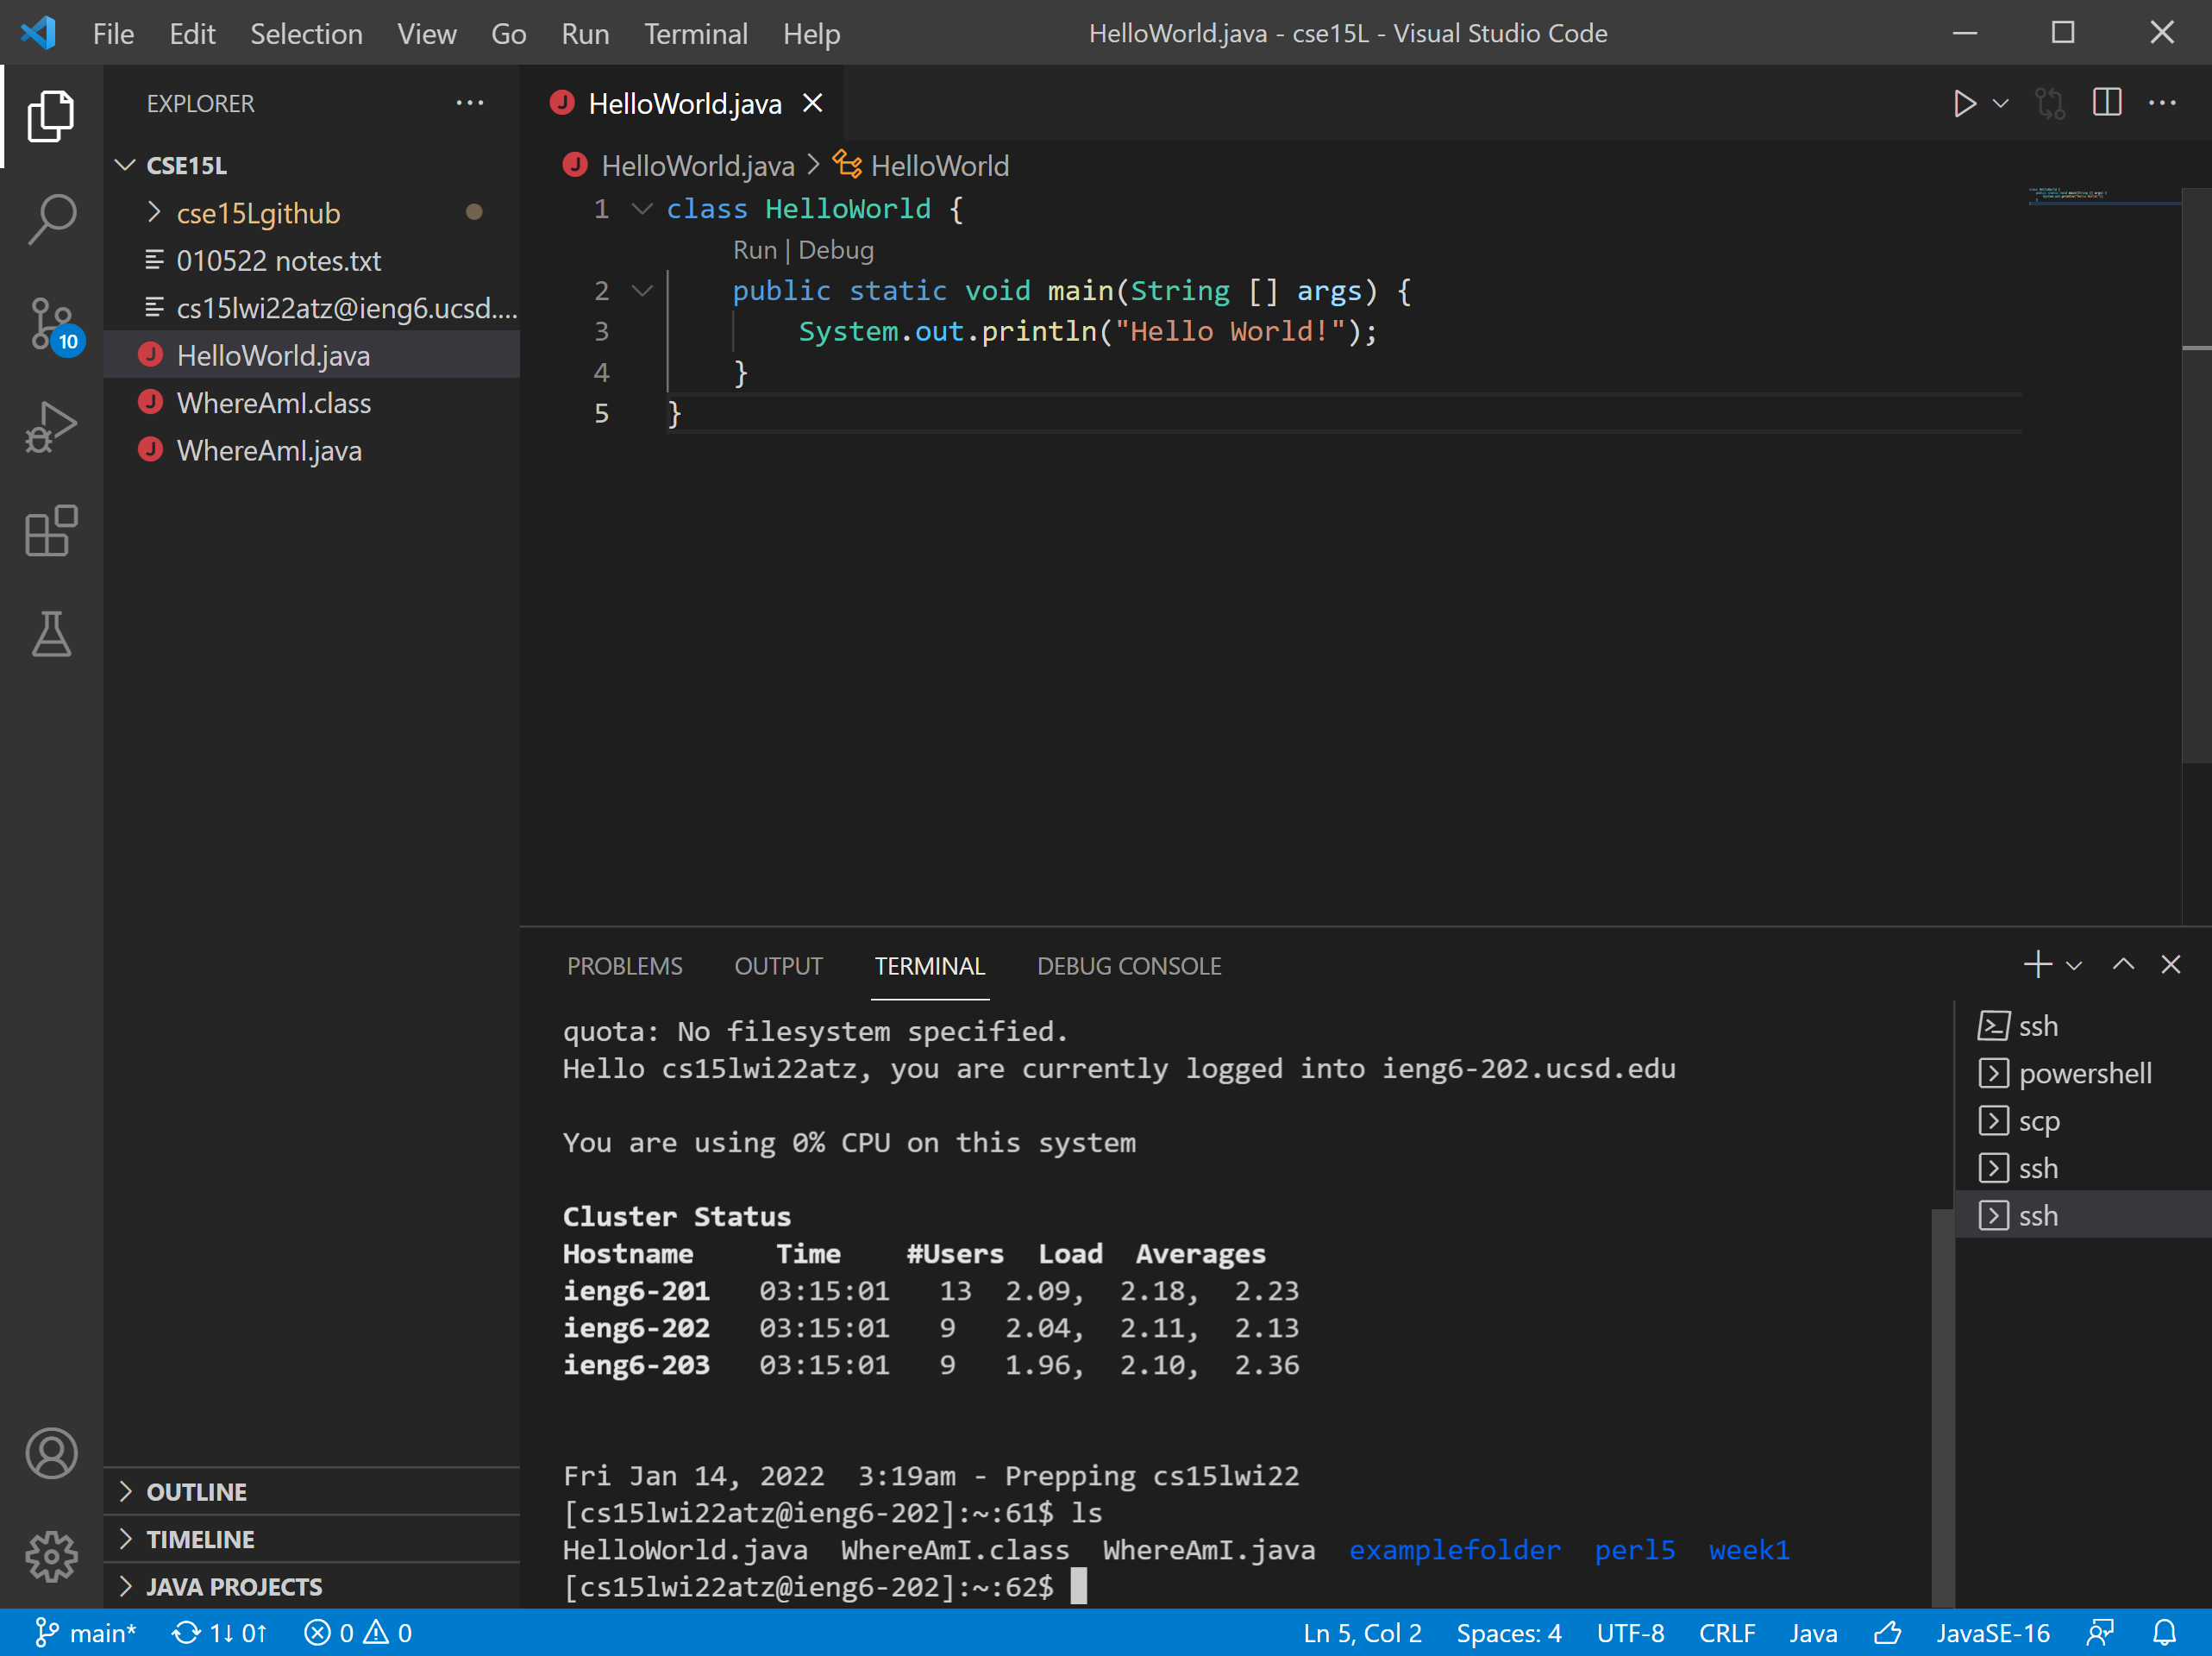 File Edit Selection View Go Run Terminal Help HelloWorld.java - cse15L - Visual Studio Code
EXPLORER
CSE15L
cse15Lgithub
010522 notes.txt
cs15lwi22atz@ieng6.ucsd....
HelloWorld.java
WhereAmI.class
WhereAmI.java
10
OUTLINE
TIMELINE
JAVA PROJECTS
HelloWorld.java
HelloWorld.java > HelloWorld
1 class HelloWorld {
Run | Debug
2 public static void main(String [] args) {
3 System.out.println("Hello World!");
4 }
5 }
PROBLEMS OUTPUT TERMINAL DEBUG CONSOLE
quota: No filesystem specified.
Hello cs15lwi22atz, you are currently logged into ieng6-202.ucsd.edu
You are using 0% CPU on this system
Cluster Status
Hostname Time #Users Load Averages
ieng6-201 03:15:01 13 2.09, 2.18, 2.23
ieng6-202 03:15:01 9 2.04, 2.11, 2.13
ieng6-203 03:15:01 9 1.96, 2.10, 2.36
Fri Jan 14, 2022 3:19am - Prepping cs15lwi22
[cs15lwi22atz@ieng6-202]:~:61$ ls
HelloWorld.java WhereAmI.class WhereAmI.java examplefolder perl5 week1
[cs15lwi22atz@ieng6-202]:~:62$
ssh
powershell
scp
ssh
ssh
main* 1↓ 0↑ 0 0 Ln 5, Col 2 Spaces: 4 UTF-8 CRLF Java JavaSE-16